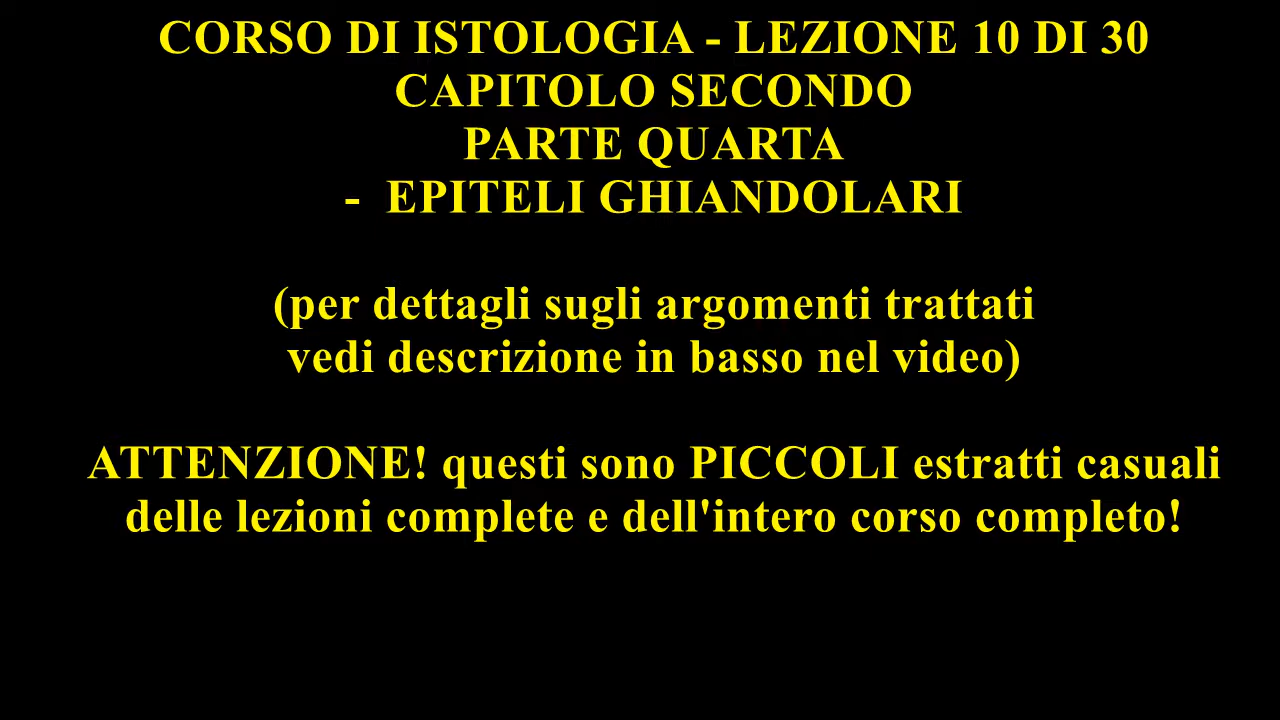 CORSO DI ISTOLOGIA - LEZIONE 10 DI 30
CAPITOLO SECONDO
PARTE QUARTA
- EPITELI GHIANDOLARI
(per dettagli sugli argomenti trattati
vedi descrizione in basso nel video)
ATTENZIONE! questi sono PICCOLI estratti casuali
delle lezioni complete e dell'intero corso completo!